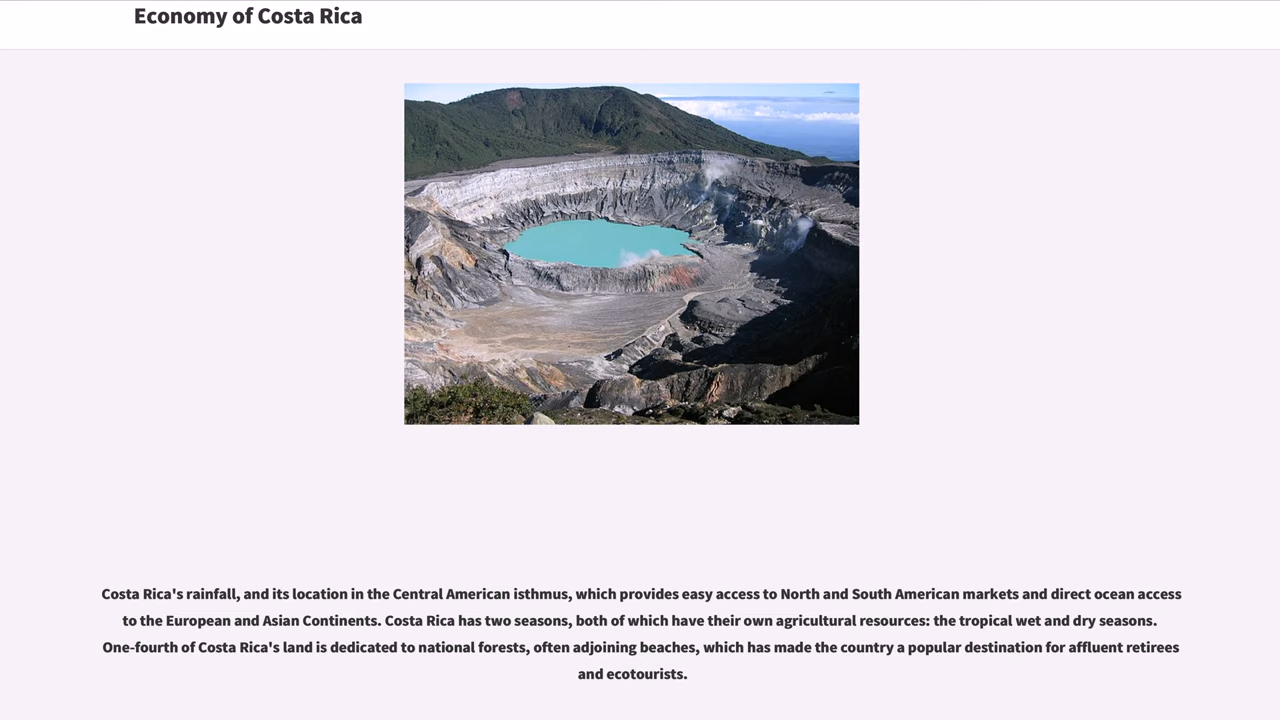 Economy of Costa Rica
Costa Rica's rainfall, and its location in the Central American isthmus, which provides easy access to North and South American markets and direct ocean access
to the European and Asian Continents. Costa Rica has two seasons, both of which have their own agricultural resources: the tropical wet and dry seasons.
One-fourth of Costa Rica's land is dedicated to national forests, often adjoining beaches, which has made the country a popular destination for affluent retirees
and ecotourists.